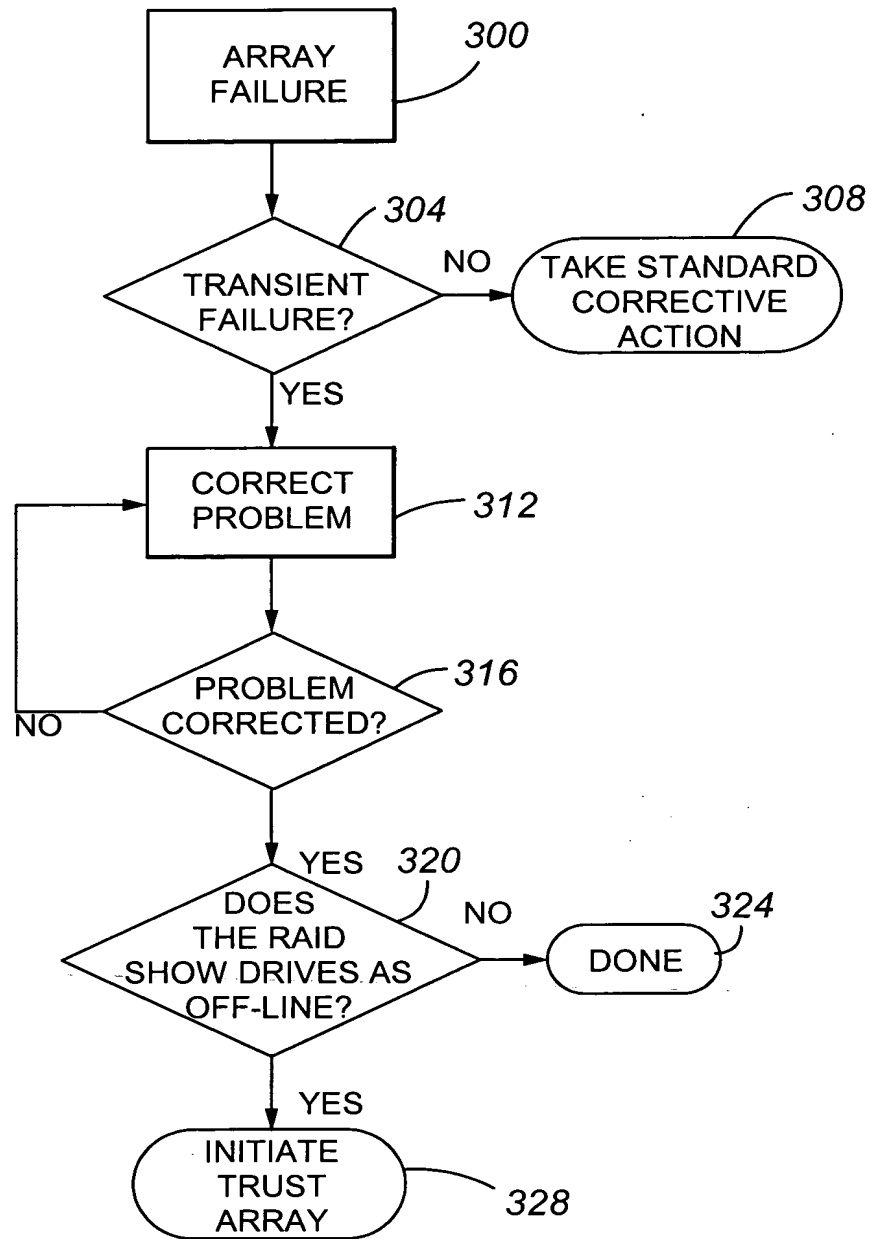 ARRAY
FAILURE
300
304
308
TRANSIENT
FAILURE?
NO
TAKE STANDARD
CORRECTIVE
ACTION
YES
CORRECT
PROBLEM
312
PROBLEM
CORRECTED?
316
NO
YES
320
DOES
THE RAID
SHOW DRIVES AS
OFF-LINE?
NO
324
DONE
YES
INITIATE
TRUST
ARRAY
328